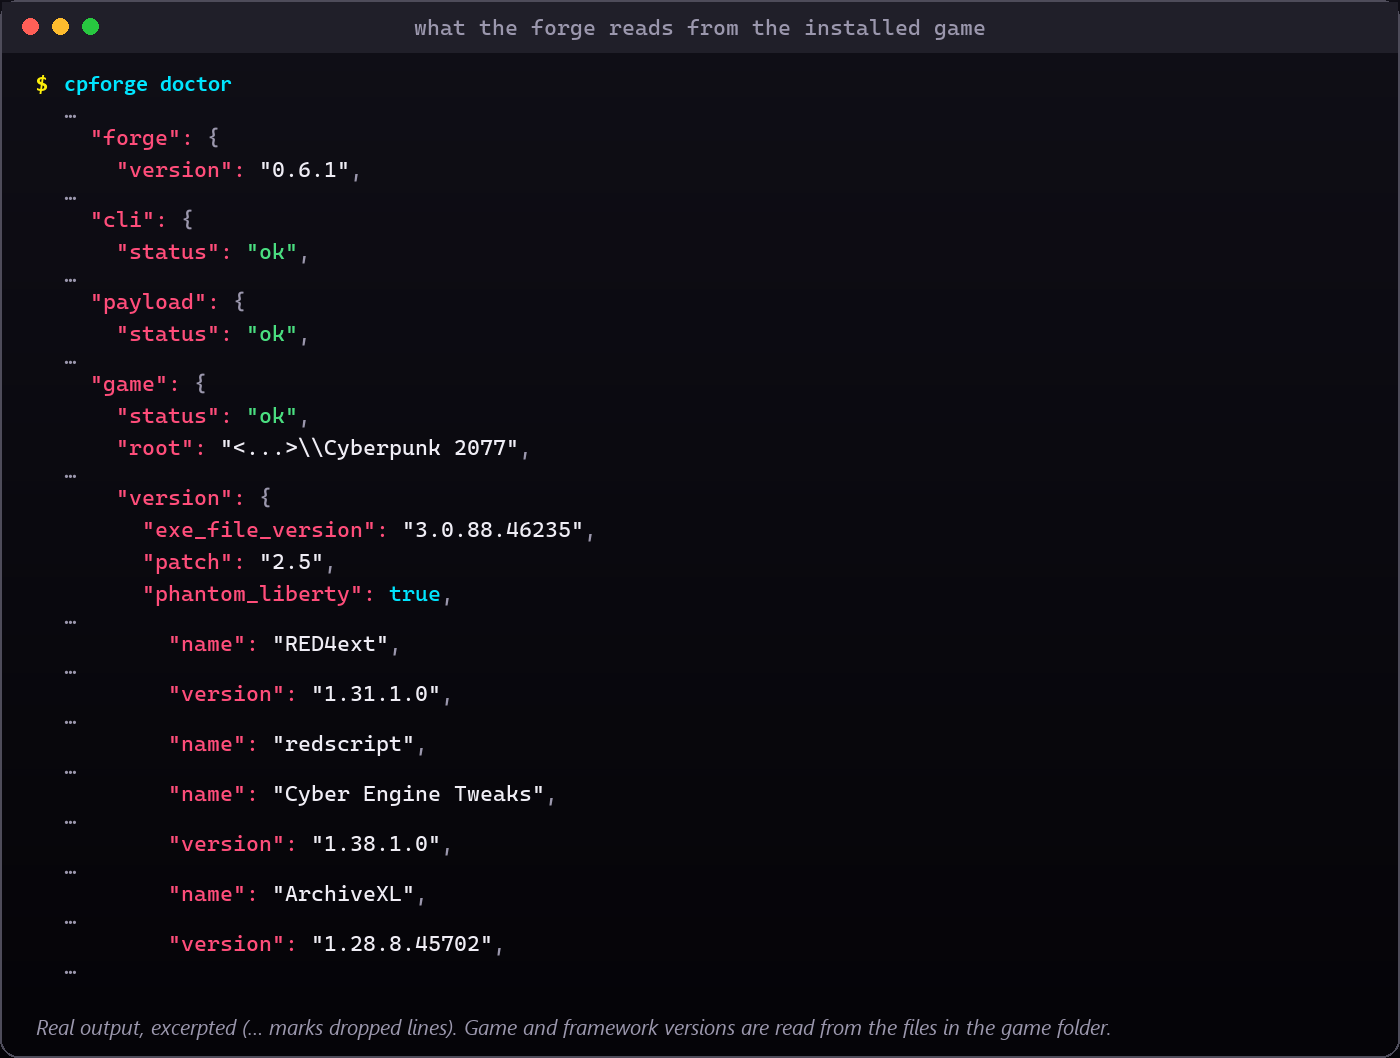 what the forge reads from the installed game
$ cpforge doctor
…
"forge": {
"version": "0.6.1",
…
"cli": {
"status": "ok",
…
"payload": {
"status": "ok",
…
"game": {
"status": "ok",
"root": "<...>\\Cyberpunk 2077",
…
"version": {
"exe_file_version": "3.0.88.46235",
"patch": "2.5",
"phantom_liberty": true,
…
"name": "RED4ext",
…
"version": "1.31.1.0",
…
"name": "redscript",
…
"name": "Cyber Engine Tweaks",
…
"version": "1.38.1.0",
…
"name": "ArchiveXL",
…
"version": "1.28.8.45702",
…
Real output, excerpted (... marks dropped lines). Game and framework versions are read from the files in the game folder.